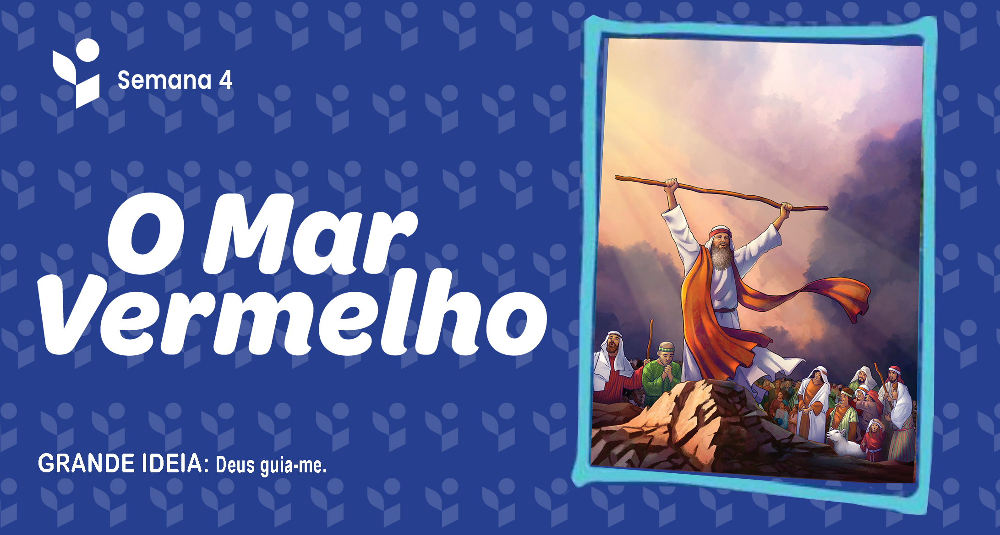 Semana 4
O Mar
Vermelho
GRANDE IDEIA: Deus guia-me.